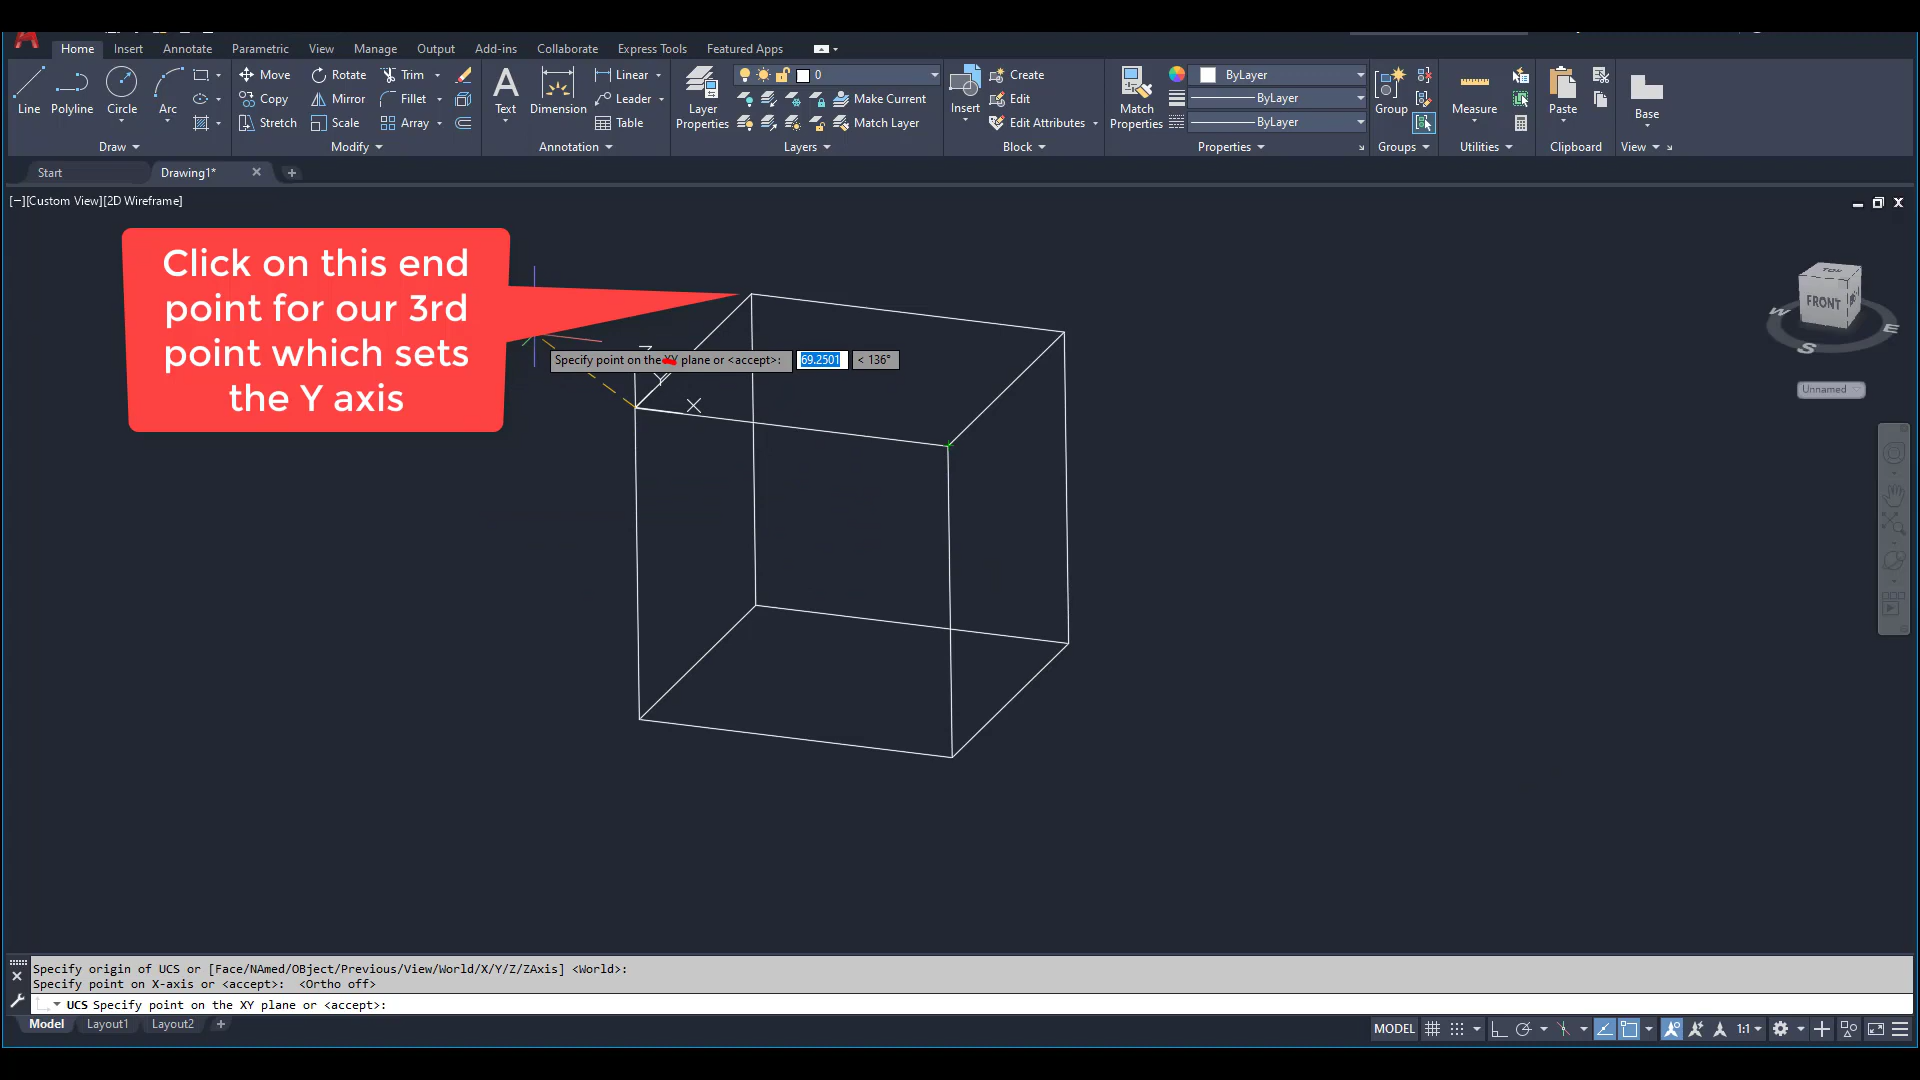 Home Insert Annotate Parametric View Manage Output Add-ins Collaborate Express Tools Featured Apps
Line Polyline Circle Arc
Move Rotate Trim
Copy Mirror Fillet
Stretch Scale Array
Text Dimension
Linear
Leader
Table
Layer Properties
0
Make Current
Match Layer
Insert
Create
Edit
Edit Attributes
Match Properties
ByLayer
ByLayer
ByLayer
Group
Measure
Paste
Base
Draw Modify Annotation Layers Block Properties Groups Utilities Clipboard View
Start Drawing1*
[−][Custom View][2D Wireframe]
Click on this end
point for our 3rd
point which sets
the Y axis
Specify point on the XY plane or <accept>: 69.2501 < 136°
Z
Y
X
TOP
FRONT
W
S
E
Unnamed
Specify origin of UCS or [Face/NAmed/OBject/Previous/View/World/X/Y/Z/ZAxis] <World>:
Specify point on X-axis or <accept>:  <Ortho off>
UCS Specify point on the XY plane or <accept>:
Model Layout1 Layout2
MODEL 1:1